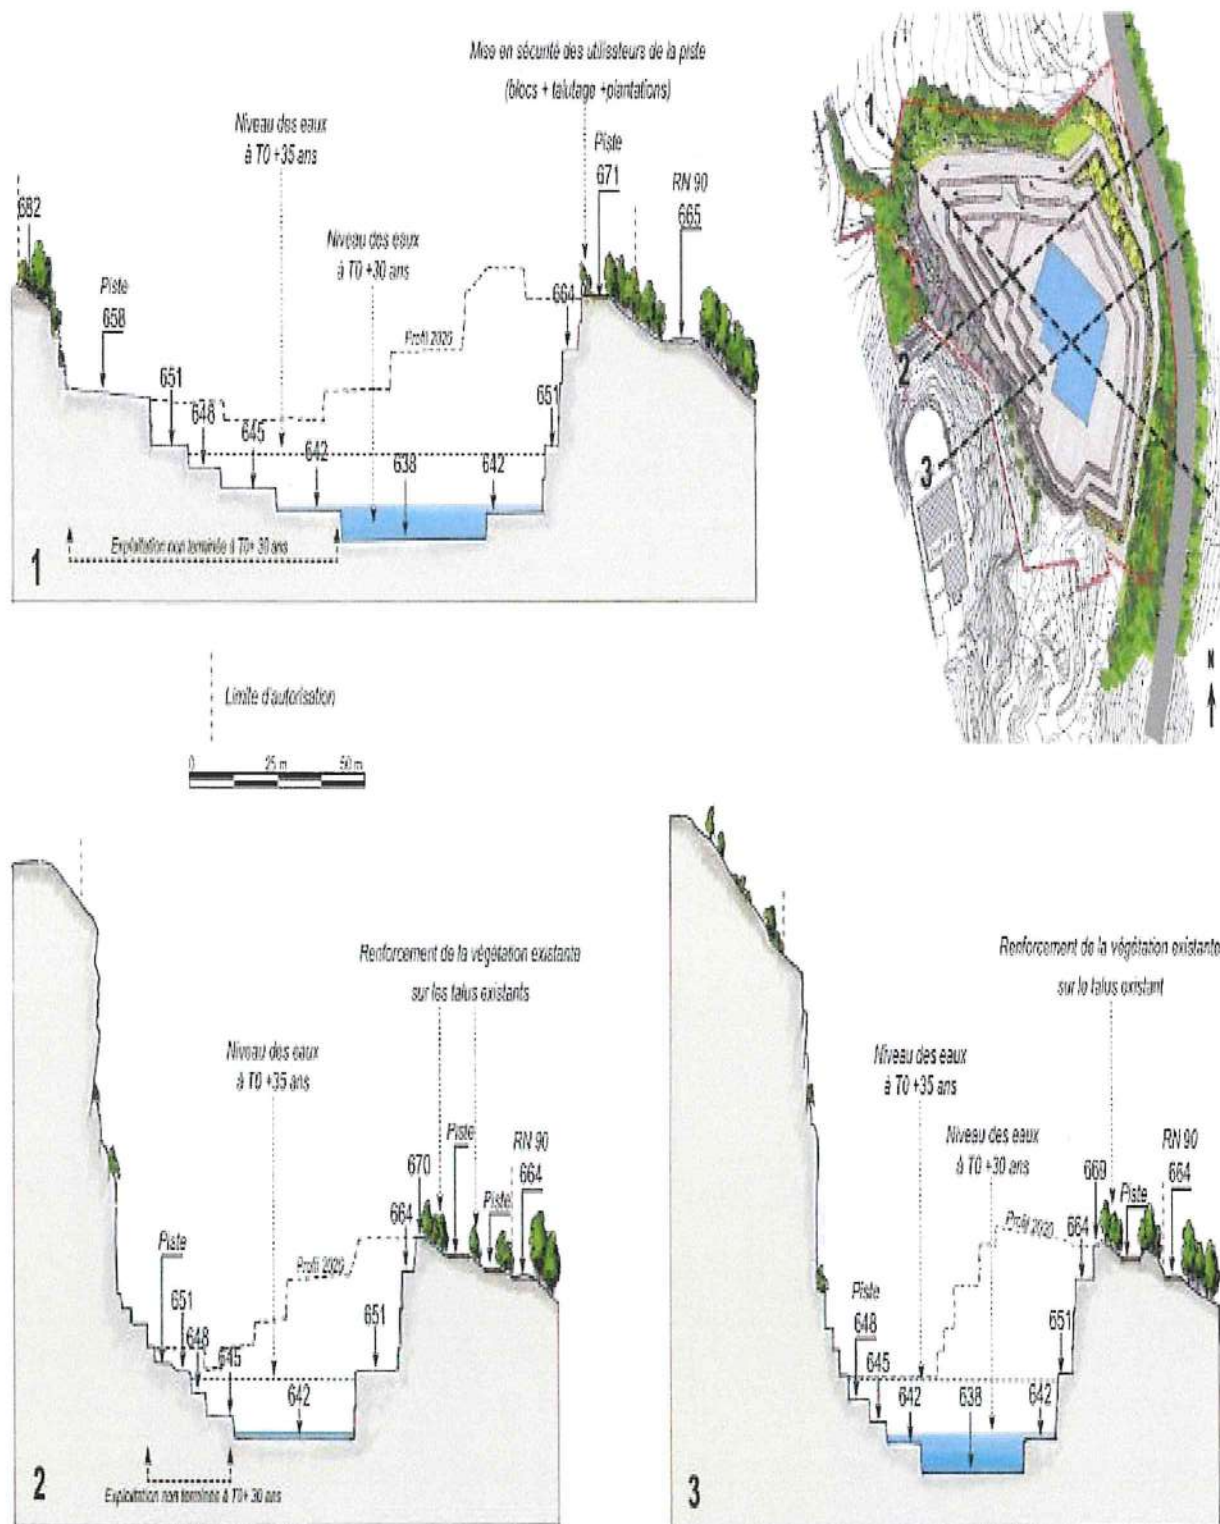 Mise en sécurité des utilisateurs de la piste
(blocs + talutage +plantations)
Niveau des eaux
à T0 +35 ans
Piste
671
RN 90
665
682
Niveau des eaux
à T0 +30 ans
Piste
658
664
Profil 2020
651
648
645
642
638
642
651
Exploitation non terminée à T0+ 30 ans
1
1
2
3
N
Limite d'autorisation
0 25 m 50 m
Renforcement de la végétation existante
sur les talus existants
Niveau des eaux
à T0 +35 ans
670
Piste
RN 90
664
Piste
664
Profil 2020
Piste
651
648
645
642
651
2
Exploitation non terminée à T0+ 30 ans
Renforcement de la végétation existante
sur le talus existant
Niveau des eaux
à T0 +35 ans
Niveau des eaux
à T0 +30 ans
669
Piste
RN 90
664
664
Profil 2020
Piste
648
645
642
638
642
651
3